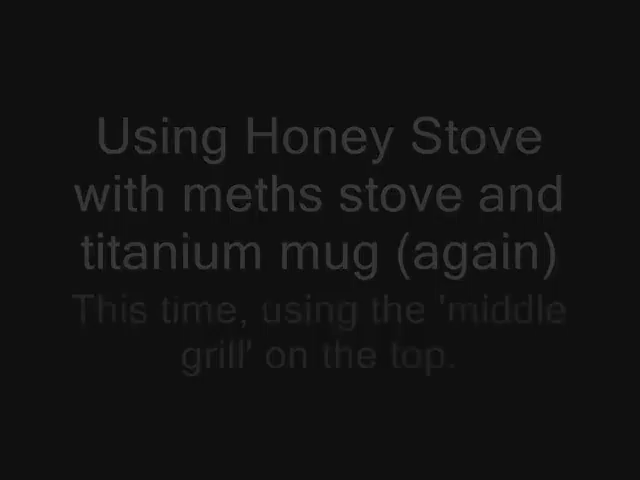 Using Honey Stove
with meths stove and
titanium mug (again)
This time, using the 'middle
grill' on the top.